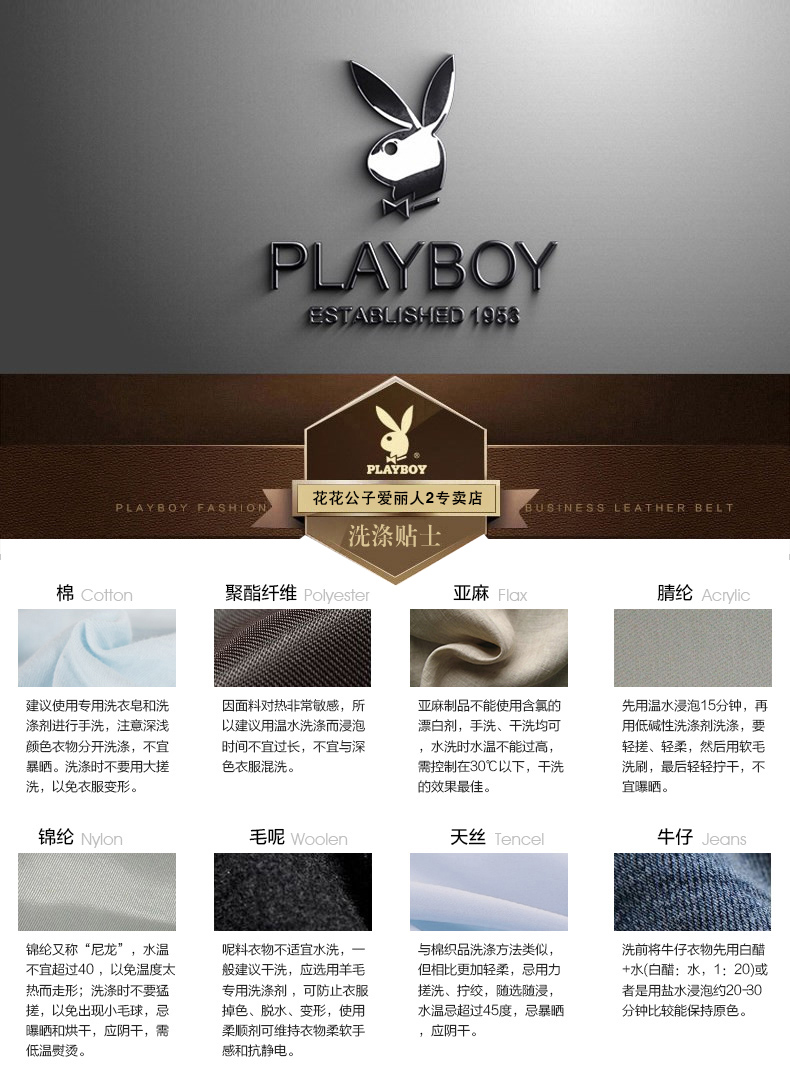 PLAYBOY
ESTABLISHED 1953
PLAYBOY
®
PLAYBOY FASHION
花花公子爱丽人2专卖店
BUSINESS LEATHER BELT
洗涤贴士
棉 Cotton
建议使用专用洗衣皂和洗
涤剂进行手洗，注意深浅
颜色衣物分开洗涤，不宜
暴晒。洗涤时不要用大搓
洗，以免衣服变形。
聚酯纤维 Polyester
因面料对热非常敏感，所
以建议用温水洗涤而浸泡
时间不宜过长，不宜与深
色衣服混洗。
亚麻 Flax
亚麻制品不能使用含氯的
漂白剂，手洗、干洗均可
，水洗时水温不能过高，
需控制在30℃以下，干洗
的效果最佳。
腈纶 Acrylic
先用温水浸泡15分钟，再
用低碱性洗涤剂洗涤，要
轻搓、轻柔，然后用软毛
洗刷，最后轻轻拧干，不
宜曝晒。
锦纶 Nylon
锦纶又称“尼龙”，水温
不宜超过40，以免温度太
热而走形；洗涤时不要猛
搓，以免出现小毛球，忌
曝晒和烘干，应阴干，需
低温熨烫。
毛呢 Woolen
呢料衣物不适宜水洗，一
般建议干洗，应选用羊毛
专用洗涤剂，可防止衣服
掉色、脱水、变形，使用
柔顺剂可维持衣物柔软手
感和抗静电。
天丝 Tencel
与棉织品洗涤方法类似，
但相比更加轻柔，忌用力
搓洗、拧绞，随选随浸，
水温忌超过45度，忌暴晒
，应阴干。
牛仔 Jeans
洗前将牛仔衣物先用白醋
+水(白醋：水，1：20)或
者是用盐水浸泡约20-30
分钟比较能保持原色。